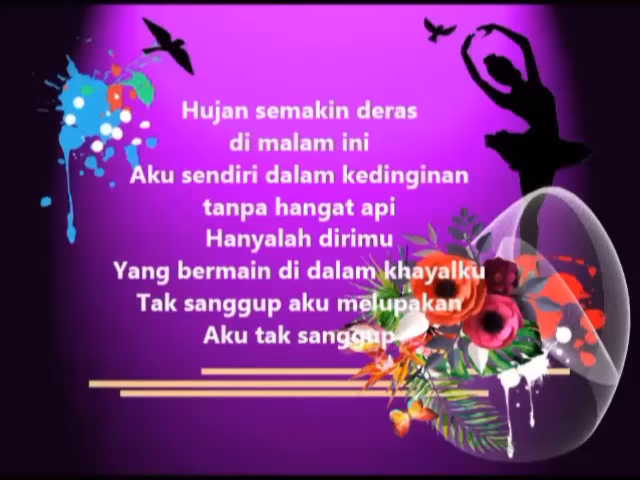 Hujan semakin deras
di malam ini
Aku sendiri dalam kedinginan
tanpa hangat api
Hanyalah dirimu
Yang bermain di dalam khayalku
Tak sanggup aku melupakan
Aku tak sanggup